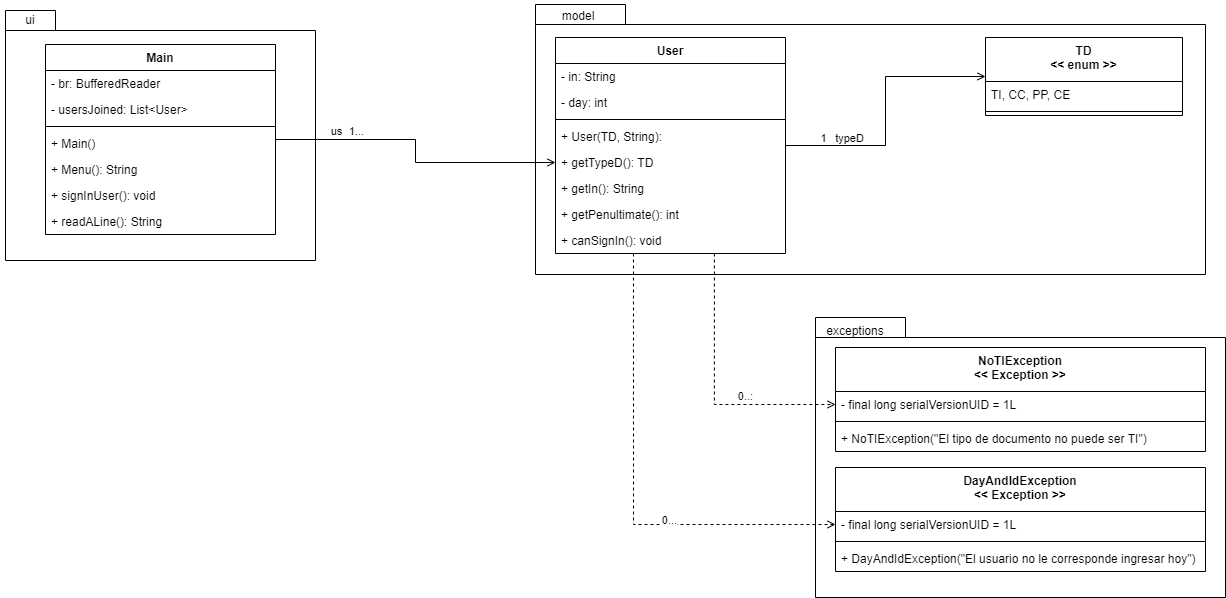 ui
Main
- br: BufferedReader
- usersJoined: List<User>
+ Main()
+ Menu(): String
+ signInUser(): void
+ readALine(): String
us 1...
model
User
- in: String
- day: int
+ User(TD, String):
+ getTypeD(): TD
+ getIn(): String
+ getPenultimate(): int
+ canSignIn(): void
1 typeD
TD
<< enum >>
TI, CC, PP, CE
exceptions
NoTIException
<< Exception >>
- final long serialVersionUID = 1L
+ NoTIException("El tipo de documento no puede ser TI")
0..:
DayAndIdException
<< Exception >>
- final long serialVersionUID = 1L
+ DayAndIdException("El usuario no le corresponde ingresar hoy")
0...